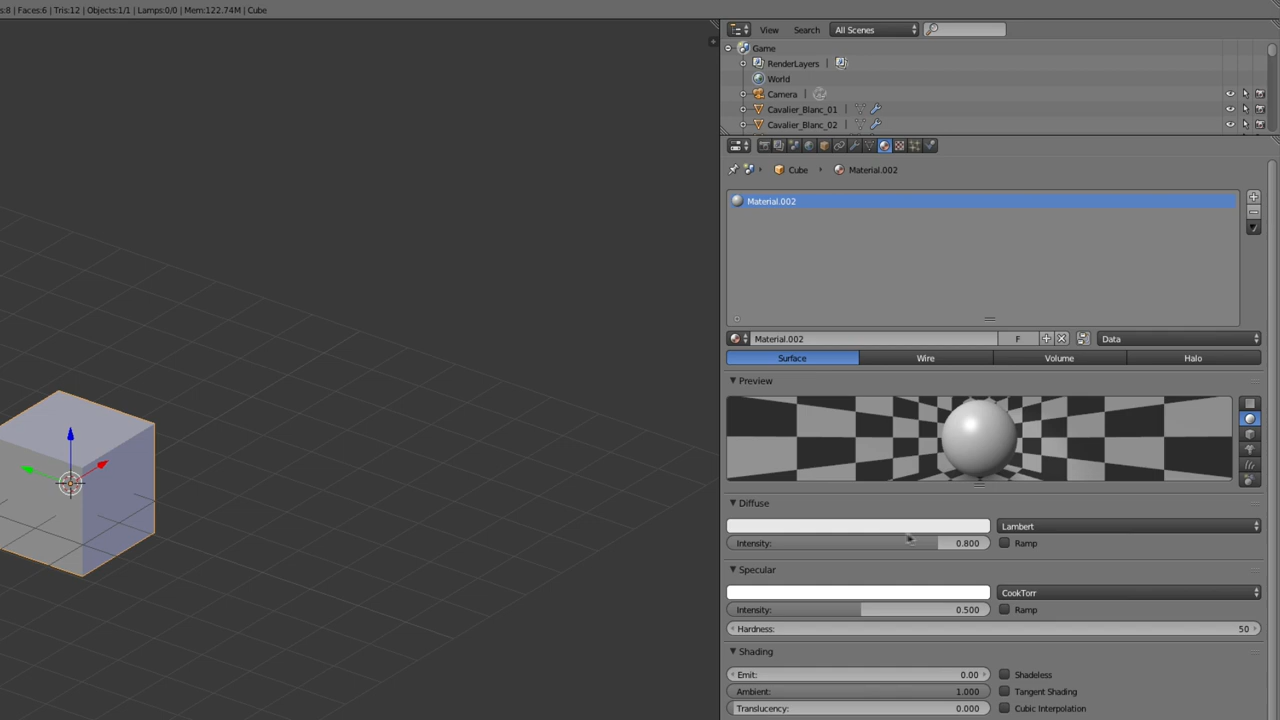 s:8 | Faces:6 | Tris:12 | Objects:1/1 | Lamps:0/0 | Mem:122.74M | Cube
View Search All Scenes
Game
RenderLayers |
World
Camera |
Cavalier_Blanc_01 |
Cavalier_Blanc_02 |
Cube Material.002
Material.002
Material.002 F Data
Surface Wire Volume Halo
Preview
Diffuse
Lambert
Intensity: 0.800 Ramp
Specular
CookTorr
Intensity: 0.500 Ramp
Hardness: 50
Shading
Emit: 0.00 Shadeless
Ambient: 1.000 Tangent Shading
Translucency: 0.000 Cubic Interpolation